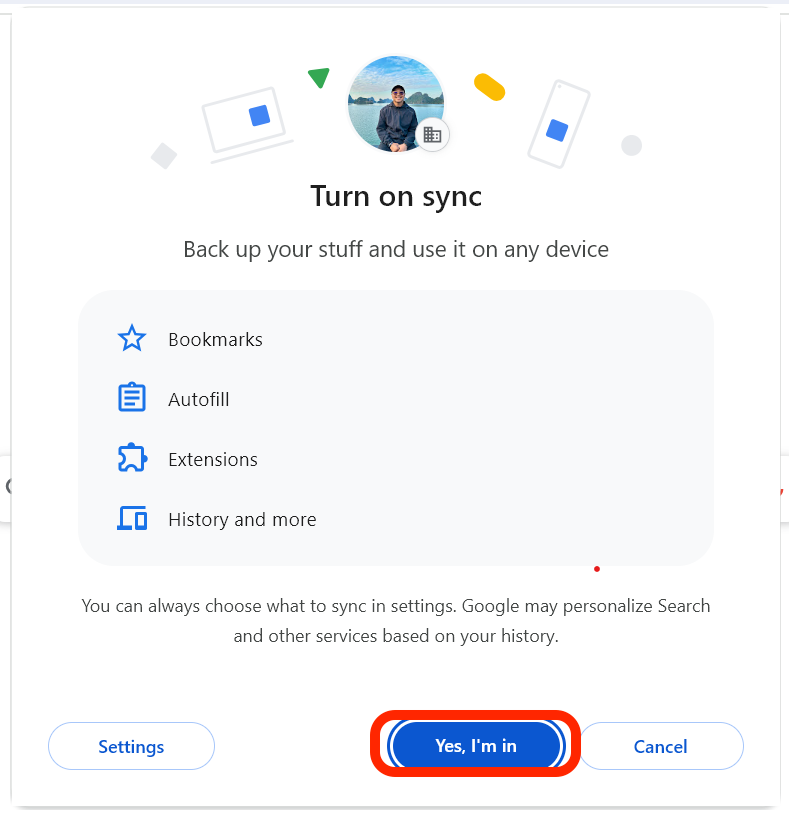 Turn on sync
Back up your stuff and use it on any device
Bookmarks
Autofill
Extensions
History and more
You can always choose what to sync in settings. Google may personalize Search
and other services based on your history.
Settings
Yes, I'm in
Cancel